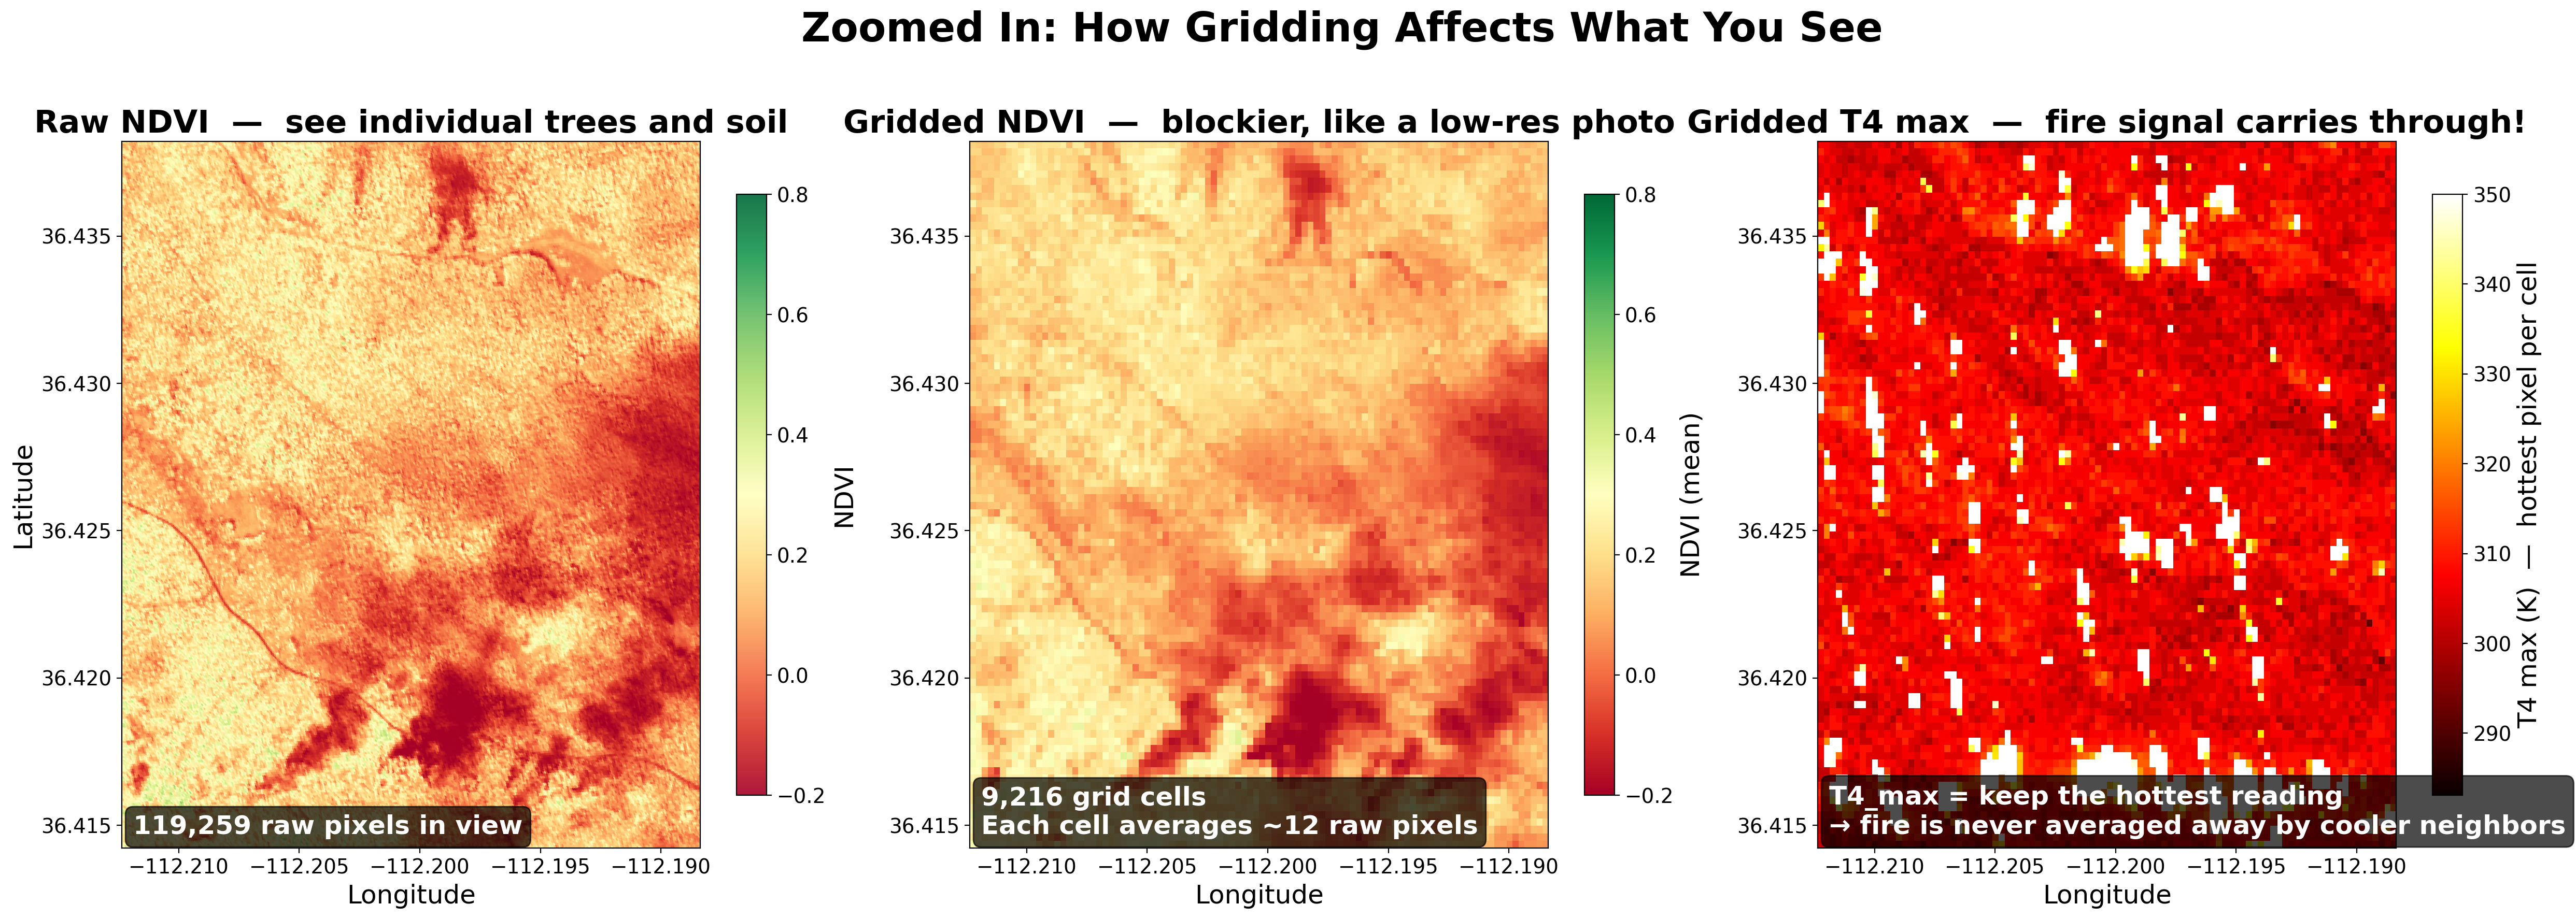 Zoomed In: How Gridding Affects What You See
Raw NDVI — see individual trees and soil
Latitude
36.435
36.430
36.425
36.420
36.415
119,259 raw pixels in view
−112.210 −112.205 −112.200 −112.195 −112.190
Longitude
0.8
0.6
0.4
0.2
0.0
−0.2
NDVI
Gridded NDVI — blockier, like a low-res photo
36.435
36.430
36.425
36.420
36.415
9,216 grid cells
Each cell averages ~12 raw pixels
−112.210 −112.205 −112.200 −112.195 −112.190
Longitude
0.8
0.6
0.4
0.2
0.0
−0.2
NDVI (mean)
Gridded T4 max — fire signal carries through!
36.435
36.430
36.425
36.420
36.415
T4_max = keep the hottest reading
→ fire is never averaged away by cooler neighbors
−112.210 −112.205 −112.200 −112.195 −112.190
Longitude
350
340
330
320
310
300
290
T4 max (K) — hottest pixel per cell